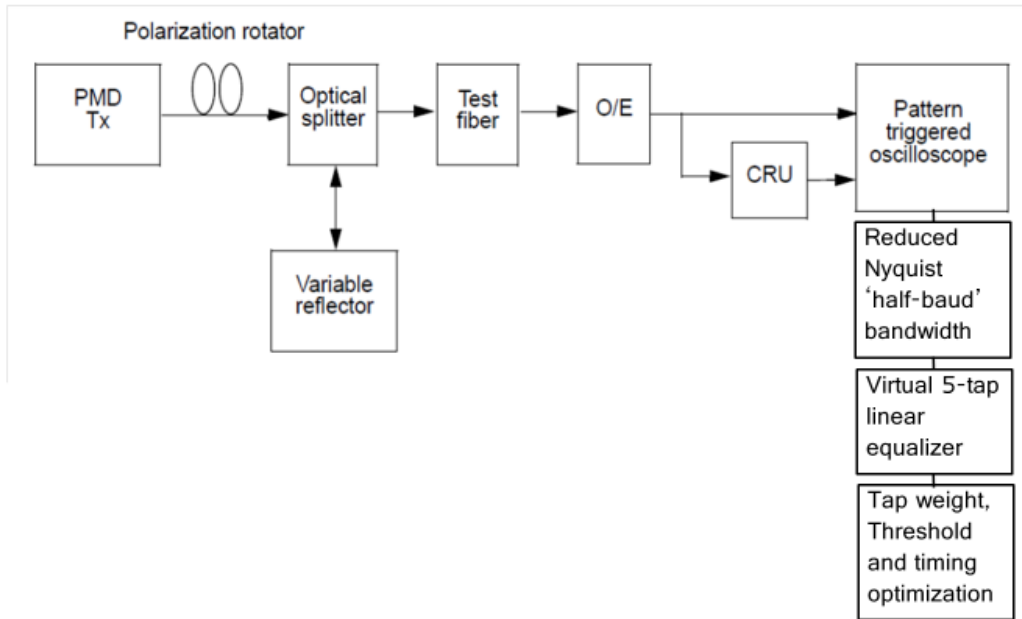 Polarization rotator
PMD
Tx
Optical
splitter
Test
fiber
O/E
Pattern
triggered
oscilloscope
CRU
Variable
reflector
Reduced
Nyquist
‘half-baud’
bandwidth
Virtual 5-tap
linear
equalizer
Tap weight,
Threshold
and timing
optimization